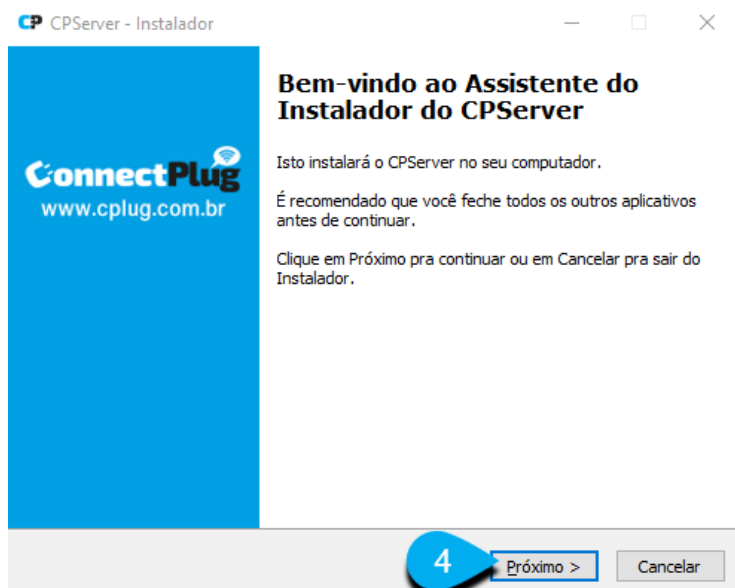 CP CPServer - Instalador
Bem-vindo ao Assistente do
Instalador do CPServer
ConnectPlug
www.cplug.com.br
Isto instalará o CPServer no seu computador.
É recomendado que você feche todos os outros aplicativos
antes de continuar.
Clique em Próximo pra continuar ou em Cancelar pra sair do
Instalador.
4
Próximo >
Cancelar